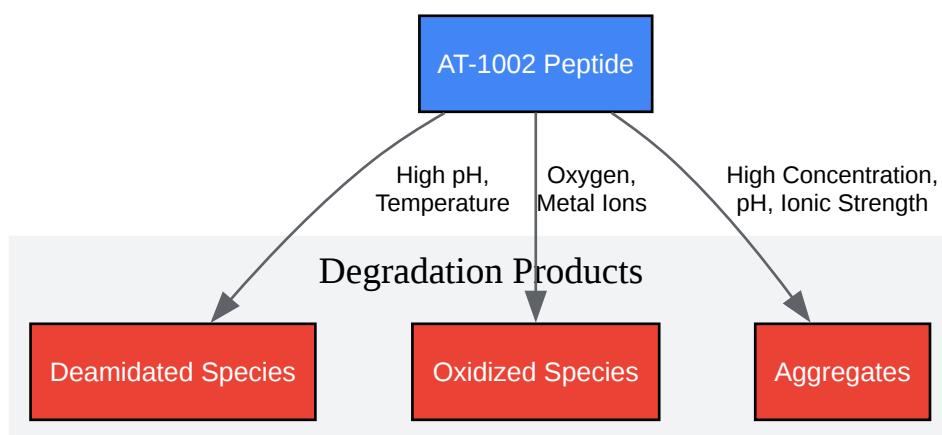 AT-1002 Peptide
High pH,
Temperature
Oxygen,
Metal Ions
High Concentration,
pH, Ionic Strength
Degradation Products
Deamidated Species
Oxidized Species
Aggregates